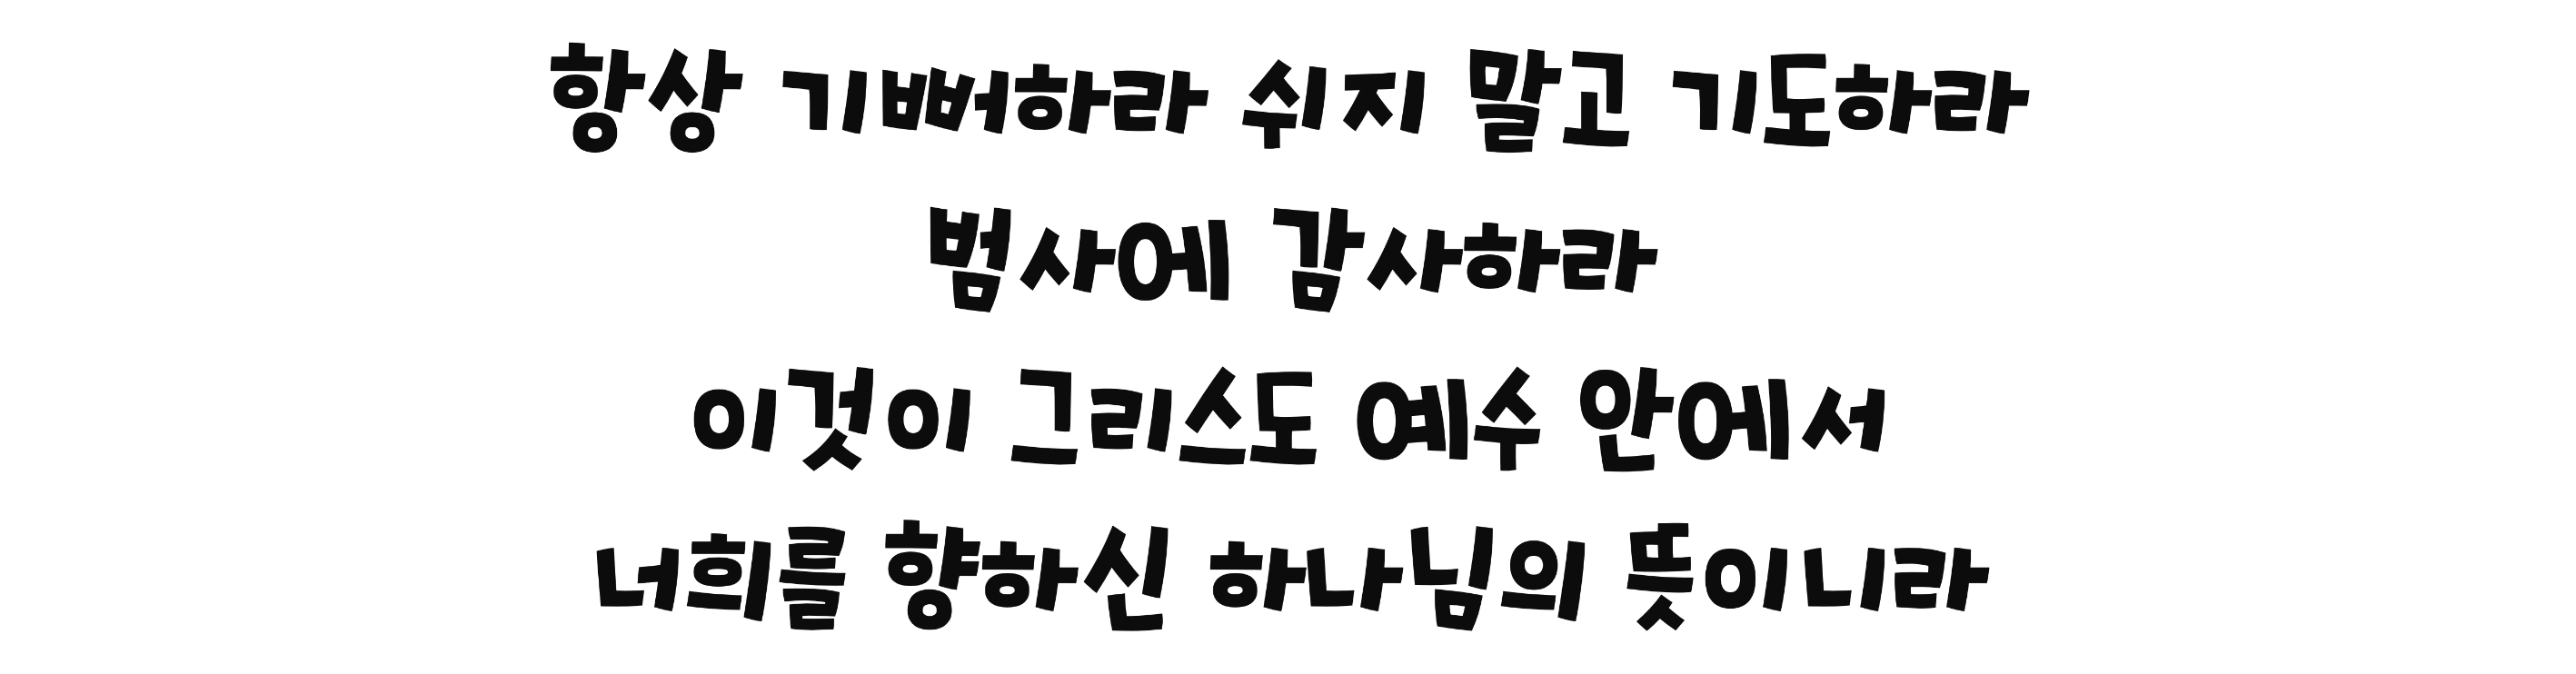 항상 기뻐하라 쉬지 말고 기도하라
범사에 감사하라
이것이 그리스도 예수 안에서
너희를 향하신 하나님의 뜻이니라